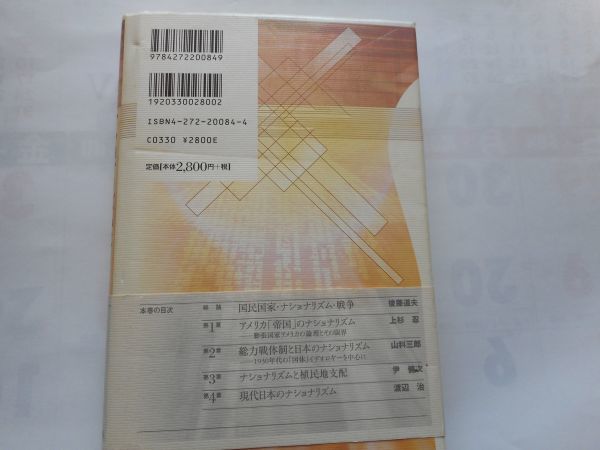 9784272200849
1920330028002
ISBN4-272-20084-4
C0330 ¥2800E
定価[本体2,800円+税]
本巻の目次
総論 国民国家・ナショナリズム・戦争 後藤道夫
第1章 アメリカ「帝国」のナショナリズム 上杉 忍
——膨張国家アメリカの論理とその限界
第2章 総力戦体制と日本のナショナリズム 山科三郎
——1930年代の「国体」イデオロギーを中心に
第3章 ナショナリズムと植民地支配 尹 健次
第4章 現代日本のナショナリズム 渡辺 治